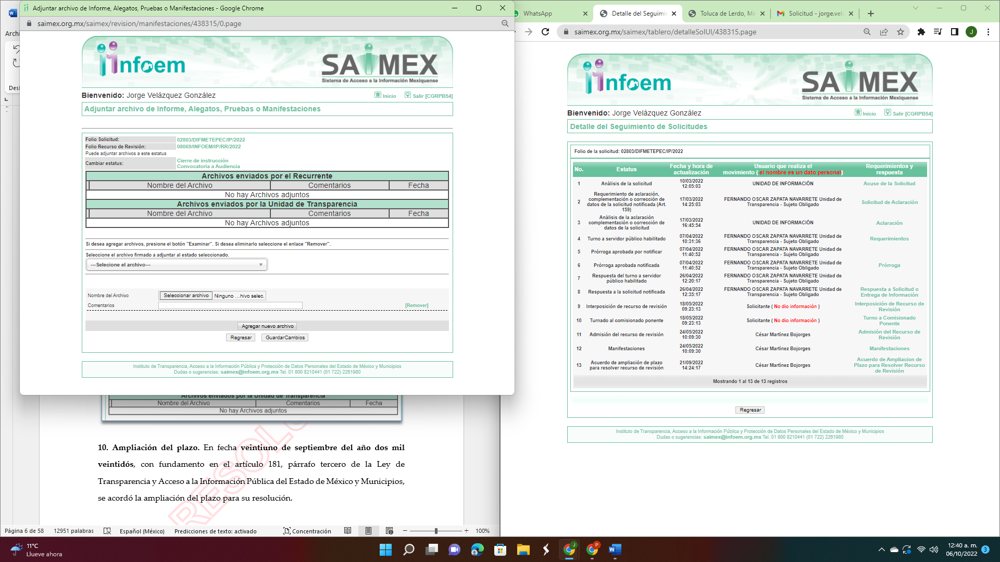 Adjuntar archivo de Informe, Alegatos, Pruebas o Manifestaciones - Google Chrome
saimex.org.mx/saimex/revision/manifestaciones/438315/0.page
infoem
SAIMEX
Sistema de Acceso a la Información Mexiquense
Bienvenido: Jorge Velázquez González
Inicio Salir [CGRPB54]
Adjuntar archivo de Informe, Alegatos, Pruebas o Manifestaciones
Folio Solicitud: 02803/DIFMETEPEC/IP/2022
Folio Recurso de Revisión: 08069/INFOEM/IP/RR/2022
Puede adjuntar archivos a este estatus
Cambiar estatus: Cierre de instrucción
Convocatoria a Audiencia
Archivos enviados por el Recurrente
Nombre del Archivo Comentarios Fecha
No hay Archivos adjuntos
Archivos enviados por la Unidad de Transparencia
Nombre del Archivo Comentarios Fecha
No hay Archivos adjuntos
Si desea agregar archivos, presione el botón "Examinar". Si desea eliminarlo seleccione el enlace "Remover".
Seleccione el archivo firmado a adjuntar al estado seleccionado.
---Selecione el archivo---
Nombre del Archivo Seleccionar archivo Ninguno ...hivo selec.
Comentarios [Remover]
Agregar nuevo archivo
Regresar GuardarCambios
Instituto de Transparencia, Acceso a la Información Pública y Protección de Datos Personales del Estado de México y Municipios
Dudas o sugerencias: saimex@infoem.org.mx Tel. 01 800 8210441 (01 722) 2261980
Archi
Desl
Archivos enviados por la Unidad de Transparencia
Nombre del Archivo Comentarios Fecha
No hay Archivos adjuntos
RESOLU
10. Ampliación del plazo. En fecha veintiuno de septiembre del año dos mil
veintidós, con fundamento en el artículo 181, párrafo tercero de la Ley de
Transparencia y Acceso a la Información Pública del Estado de México y Municipios,
se acordó la ampliación del plazo para su resolución.
Página 6 de 58 12951 palabras Español (México) Predicciones de texto: activado Concentración 100%
WhatsApp
Detalle del Seguimie
Toluca de Lerdo, Mé
Solicitud - jorge.vela
saimex.org.mx/saimex/tablero/detalleSolUI/438315.page
J
infoem
SAIMEX
Sistema de Acceso a la Información Mexiquense
Bienvenido: Jorge Velázquez González
Inicio Salir [CGRPB54]
Detalle del Seguimiento de Solicitudes
Folio de la solicitud: 02803/DIFMETEPEC/IP/2022
No. Estatus Fecha y hora de actualización Usuario que realiza el movimiento ( el nombre es un dato personal) Requerimientos y respuesta
1 Análisis de la solicitud 10/03/2022 12:05:03 UNIDAD DE INFORMACIÓN Acuse de la Solicitud
2 Requerimiento de aclaración, complementación o corrección de datos de la solicitud notificada (Art. 159) 17/03/2022 14:25:03 FERNANDO OSCAR ZAPATA NAVARRETE Unidad de Transparencia - Sujeto Obligado Solicitud de Aclaración
3 Análisis de la aclaración complementación o corrección de datos de la solicitud 17/03/2022 16:45:54 UNIDAD DE INFORMACIÓN Aclaración
4 Turno a servidor público habilitado 07/04/2022 10:31:36 FERNANDO OSCAR ZAPATA NAVARRETE Unidad de Transparencia - Sujeto Obligado Requerimientos
5 Prórroga aprobada por notificar 07/04/2022 11:40:52 FERNANDO OSCAR ZAPATA NAVARRETE Unidad de Transparencia - Sujeto Obligado
6 Prórroga aprobada notificada 07/04/2022 11:40:52 FERNANDO OSCAR ZAPATA NAVARRETE Unidad de Transparencia - Sujeto Obligado Prórroga
7 Respuesta del turno a servidor público habilitado 26/04/2022 12:20:17 FERNANDO OSCAR ZAPATA NAVARRETE Unidad de Transparencia - Sujeto Obligado
8 Respuesta a la solicitud notificada 26/04/2022 12:35:17 FERNANDO OSCAR ZAPATA NAVARRETE Unidad de Transparencia - Sujeto Obligado Respuesta a Solicitud o Entrega de Información
9 Interposición de recurso de revisión 18/05/2022 09:23:13 Solicitante ( No dio información ) Interposición de Recurso de Revisión
10 Turnado al comisionado ponente 18/05/2022 09:23:13 Solicitante ( No dio información ) Turno a Comisionado Ponente
11 Admisión del recurso de revisión 24/05/2022 10:09:30 César Martínez Bojorges Admisión del Recurso de Revisión
12 Manifestaciones 24/05/2022 10:09:30 César Martínez Bojorges Manifestaciones
13 Acuerdo de ampliación de plazo para resolver recurso de revisión 21/09/2022 14:24:17 César Martínez Bojorges Acuerdo de Ampliacion de Plazo para Resolver Recurso de Revisión
Mostrando 1 al 13 de 13 registros
Regresar
Instituto de Transparencia, Acceso a la Información Pública y Protección de Datos Personales del Estado de México y Municipios
Dudas o sugerencias: saimex@infoem.org.mx Tel. 01 800 8210441 (01 722) 2261980
11°C
Llueve ahora
J
P
12:40 a. m.
06/10/2022
3